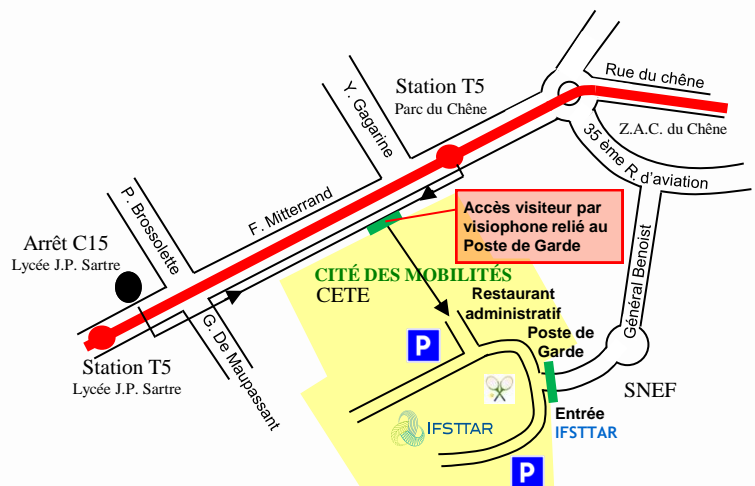 Rue du chêne
Station T5
Parc du Chêne
Y. Gagarine
Z.A.C. du Chêne
35 ème R. d'aviation
P. Brossolette
F. Mitterrand
Accès visiteur par
visiophone relié au
Poste de Garde
Arrêt C15
Lycée J.P. Sartre
CITÉ DES MOBILITÉS
CETE
Restaurant
administratif
Poste de
Garde
Général Benoist
G. De Maupassant
P
Station T5
Lycée J.P. Sartre
SNEF
IFSTTAR
Entrée
IFSTTAR
P